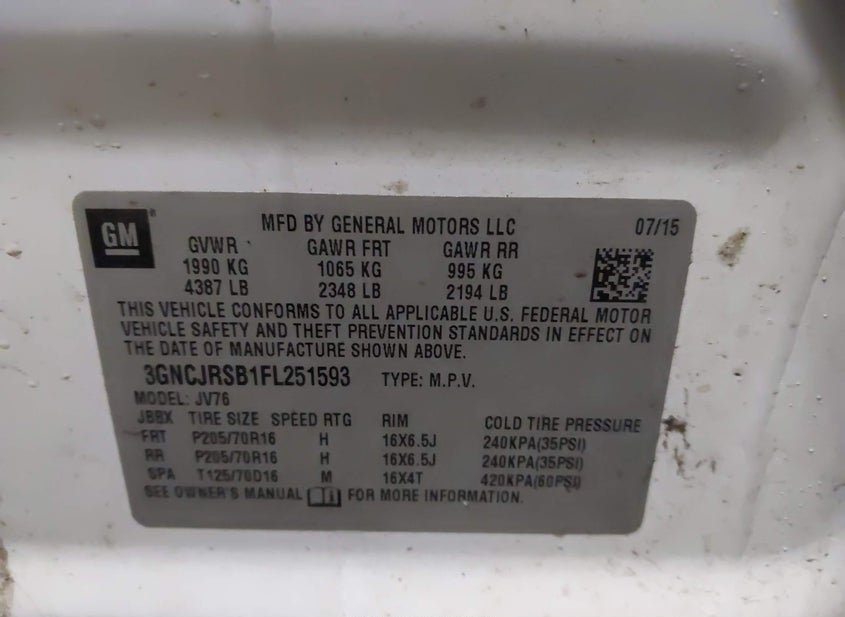 GM ® MFD BY GENERAL MOTORS LLC 07/15
GVWR GAWR FRT GAWR RR
1990 KG 1065 KG 995 KG
4387 LB 2348 LB 2194 LB
THIS VEHICLE CONFORMS TO ALL APPLICABLE U.S. FEDERAL MOTOR
VEHICLE SAFETY AND THEFT PREVENTION STANDARDS IN EFFECT ON
THE DATE OF MANUFACTURE SHOWN ABOVE.
3GNCJRSB1FL251593 TYPE: M.P.V.
MODEL: JV76
JBBX TIRE SIZE SPEED RTG RIM COLD TIRE PRESSURE
FRT P205/70R16 H 16X6.5J 240KPA(35PSI)
RR P205/70R16 H 16X6.5J 240KPA(35PSI)
SPA T125/70D16 M 16X4T 420KPA(60PSI)
SEE OWNER'S MANUAL FOR MORE INFORMATION.